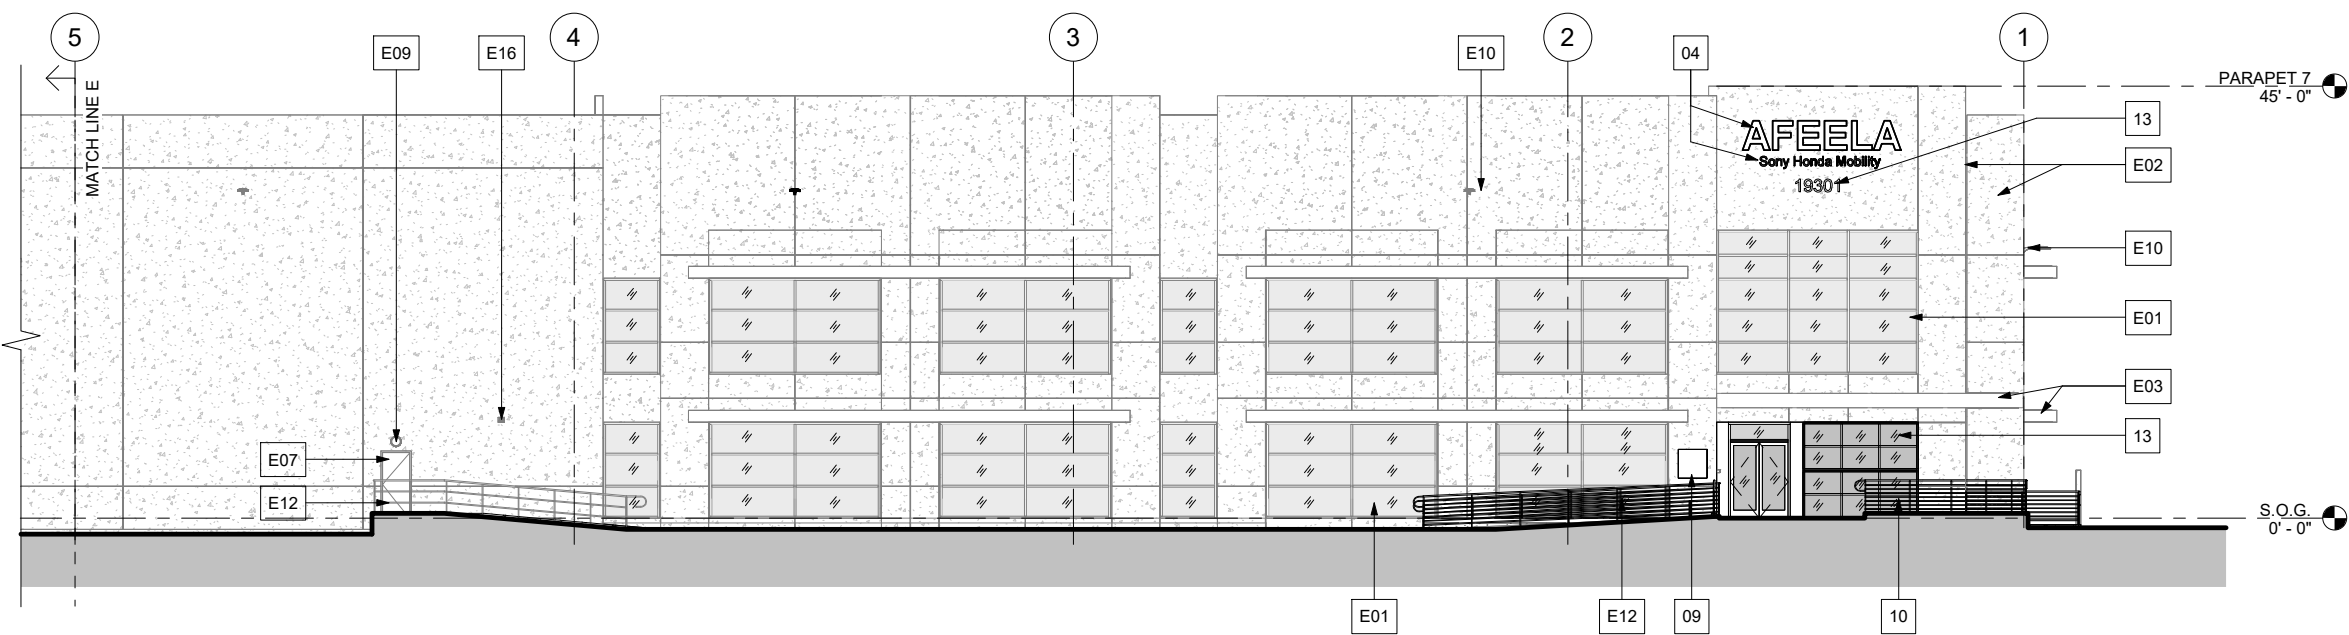 5
4
3
2
1
E09
E16
E10
04
MATCH LINE E
PARAPET 7
45' - 0"
13
AFEELA
Sony Honda Mobility
19301
E02
E10
E01
E03
13
E07
E12
S.O.G.
0' - 0"
E01
E12
09
10